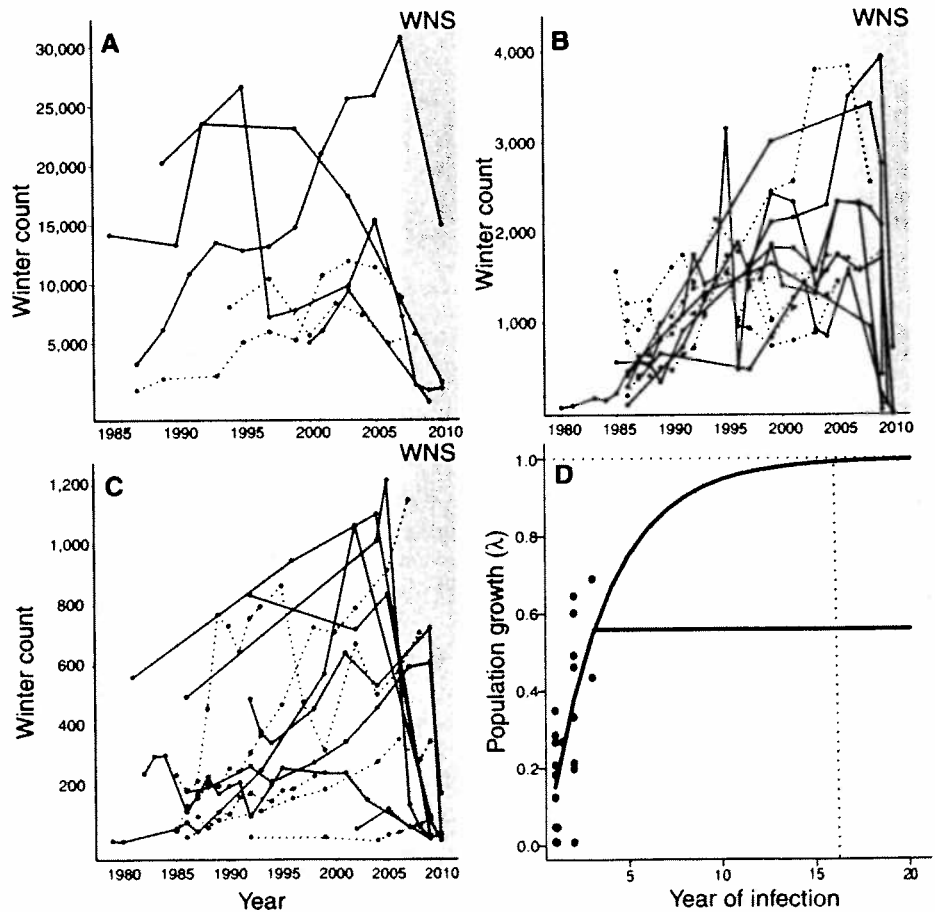 WNS
A
30,000
25,000
20,000
15,000
10,000
5,000
Winter count
1985 1990 1995 2000 2005 2010
WNS
B
4,000
3,000
2,000
1,000
Winter count
1980 1985 1990 1995 2000 2005 2010
WNS
C
1,200
1,000
800
600
400
200
Winter count
1980 1985 1990 1995 2000 2005 2010
Year
D
1.0
0.8
0.6
0.4
0.2
0.0
Population growth (λ)
5 10 15 20
Year of infection